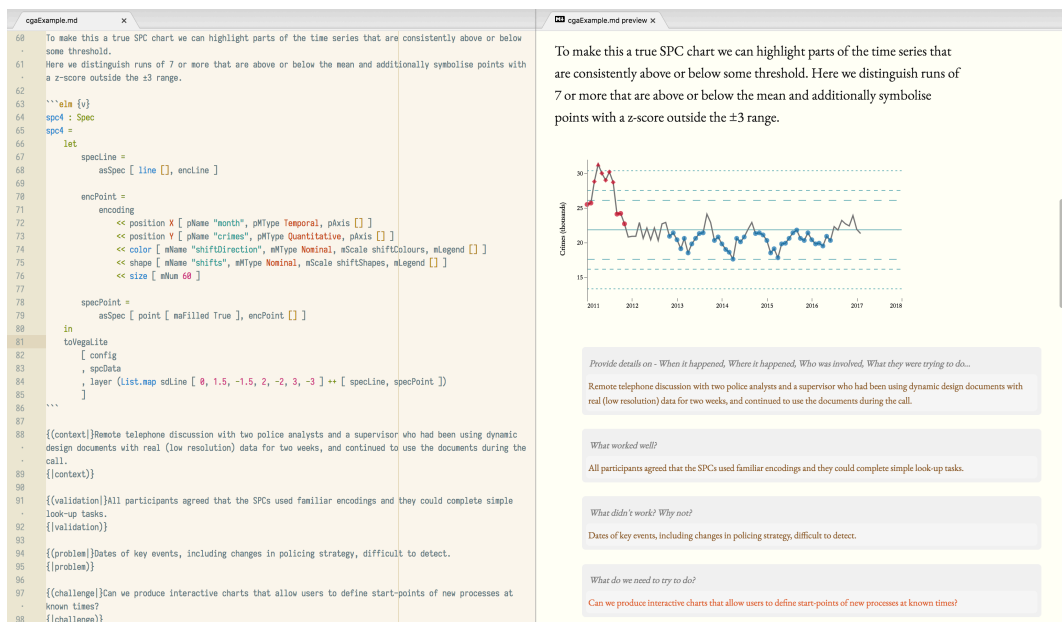 cgaExample.md ×
60 To make this a true SPC chart we can highlight parts of the time series that are consistently above or below
· some threshold.
61 Here we distinguish runs of 7 or more that are above or below the mean and additionally symbolise points with
· a z-score outside the ±3 range.
62
63 ```elm {v}
64 spc4 : Spec
65 spc4 =
66 let
67 specLine =
68 asSpec [ line [], encLine ]
69
70 encPoint =
71 encoding
72 << position X [ pName "month", pMType Temporal, pAxis [] ]
73 << position Y [ pName "crimes", pMType Quantitative, pAxis [] ]
74 << color [ mName "shiftDirection", mMType Nominal, mScale shiftColours, mLegend [] ]
75 << shape [ mName "shifts", mMType Nominal, mScale shiftShapes, mLegend [] ]
76 << size [ mNum 60 ]
77
78 specPoint =
79 asSpec [ point [ maFilled True ], encPoint [] ]
80 in
81 toVegaLite
82 [ config
83 , spcData
84 , layer (List.map sdLine [ 0, 1.5, -1.5, 2, -2, 3, -3 ] ++ [ specLine, specPoint ])
85 ]
86 ```
87
88 {(context|}Remote telephone discussion with two police analysts and a supervisor who had been using dynamic
· design documents with real (low resolution) data for two weeks, and continued to use the documents during the
· call.
89 {|context)}
90
91 {(validation|}All participants agreed that the SPCs used familiar encodings and they could complete simple
· look-up tasks.
92 {|validation)}
93
94 {(problem|}Dates of key events, including changes in policing strategy, difficult to detect.
95 {|problem)}
96
97 {(challenge|}Can we produce interactive charts that allow users to define start-points of new processes at
· known times?
98 {|challenge)}
cgaExample.md preview ×
To make this a true SPC chart we can highlight parts of the time series that
are consistently above or below some threshold. Here we distinguish runs of
7 or more that are above or below the mean and additionally symbolise
points with a z-score outside the ±3 range.
Crimes (thousands)
30
25
20
15
2011 2012 2013 2014 2015 2016 2017 2018
Provide details on - When it happened, Where it happened, Who was involved, What they were trying to do...
Remote telephone discussion with two police analysts and a supervisor who had been using dynamic design documents with
real (low resolution) data for two weeks, and continued to use the documents during the call.
What worked well?
All participants agreed that the SPCs used familiar encodings and they could complete simple look-up tasks.
What didn't work? Why not?
Dates of key events, including changes in policing strategy, difficult to detect.
What do we need to try to do?
Can we produce interactive charts that allow users to define start-points of new processes at known times?